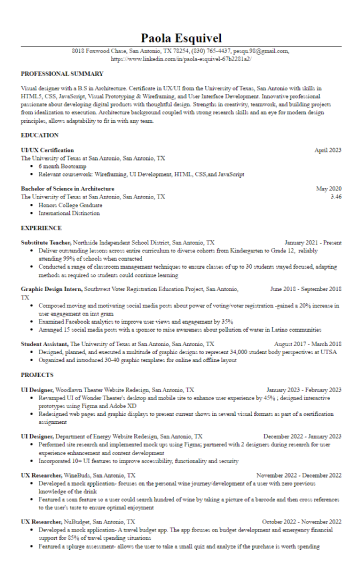 Paola Esquivel
8018 Foxwood Chase, San Antonio, TX 78254, (830) 765-4437, pesqu.98@gmail.com,
https://www.linkedin.com/in/paola-esquivel-67b2281a2/
PROFESSIONAL SUMMARY
Visual designer with a B.S in Architecture. Certificate in UX/UI from the University of Texas, San Antonio with skills in
HTML5, CSS, JavaScript, Visual Prototyping & Wireframing, and User Interface Development. Innovative professional
passionate about developing digital products with thoughtful design. Strengths in creativity, teamwork, and building projects
from idealization to execution. Architecture background coupled with strong research skills and an eye for modern design
principles, allows adaptability to fit in with any team.
EDUCATION
UI/UX Certification April 2023
The University of Texas at San Antonio, San Antonio, TX
• 6 month Bootcamp
• Relevant coursework: Wireframing, UI Development, HTML, CSS,and JavaScript
Bachelor of Science in Architecture May 2020
The University of Texas at San Antonio, San Antonio, TX 3.46
• Honors College Graduate
• International Distinction
EXPERIENCE
Substitute Teacher, Northside Independent School District, San Antonio, TX January 2021 - Present
• Deliver outstanding lessons across entire curriculum to diverse cohorts from Kindergarten to Grade 12, reliably
attending 99% of schools when contacted
• Conducted a range of classroom management techniques to ensure classes of up to 30 students stayed focused, adapting
methods as required so students could continue learning
Graphic Design Intern, Southwest Voter Registration Education Project, San Antonio, June 2018 - September 2018
TX
• Composed moving and motivating social media posts about power of voting/voter registration -gained a 20% increase in
user engagement on first gram
• Examined Facebook analytics to improve user views and engagement by 35%
• Arranged 15 social media posts with a sponsor to raise awareness about pollution of water in Latino communities
Student Assistant, The University of Texas at San Antonio, San Antonio, TX August 2017 - March 2018
• Designed, planned, and executed a multitude of graphic designs to represent 34,000 student body perspectives at UTSA
• Organized and introduced 30-40 graphic templates for online and offline layout
PROJECTS
UI Designer, Woodlawn Theater Website Redesign, San Antonio, TX January 2023 - February 2023
• Revamped UI of Wonder Theater's desktop and mobile site to enhance user experience by 45% ; designed interactive
prototypes using Figma and Adobe XD
• Redesigned web pages and graphic displays to present current shows in several visual formats as part of a certification
assignment
UI Designer, Department of Energy Website Redesign, San Antonio, TX December 2022 - January 2023
• Performed site research and implemented mock ups using Figma; partnered with 2 designers during research for user
experience enhancement and content development
• Incorporated 10+ UI features to improve accessibility, functionality and security
UX Researcher, WineBuds, San Antonio, TX November 2022 - December 2022
• Developed a mock application- focuses on the personal wine journey-development of a user with zero previous
knowledge of the drink
• Featured a scan feature so a user could search hundred of wine by taking a picture of a barcode and then cross references
to the user's taste to ensure optimal enjoyment
UX Researcher, NuBudget, San Antonio, TX October 2022 - November 2022
• Developed a mock application- A travel budget app. The app focuses on budget development and emergency financial
support for 85% of travel spending situations
• Featured a splurge assessment- allows the user to take a small quiz and analyze if the purchase is worth spending